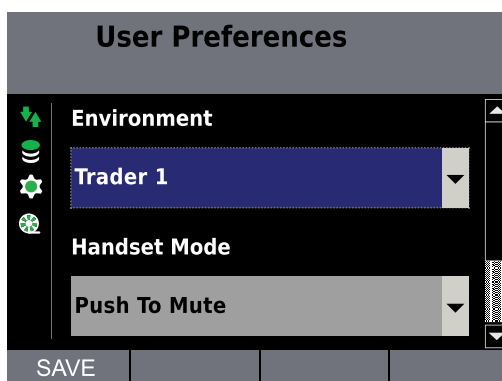 User Preferences
Environment
Trader 1
Handset Mode
Push To Mute
SAVE